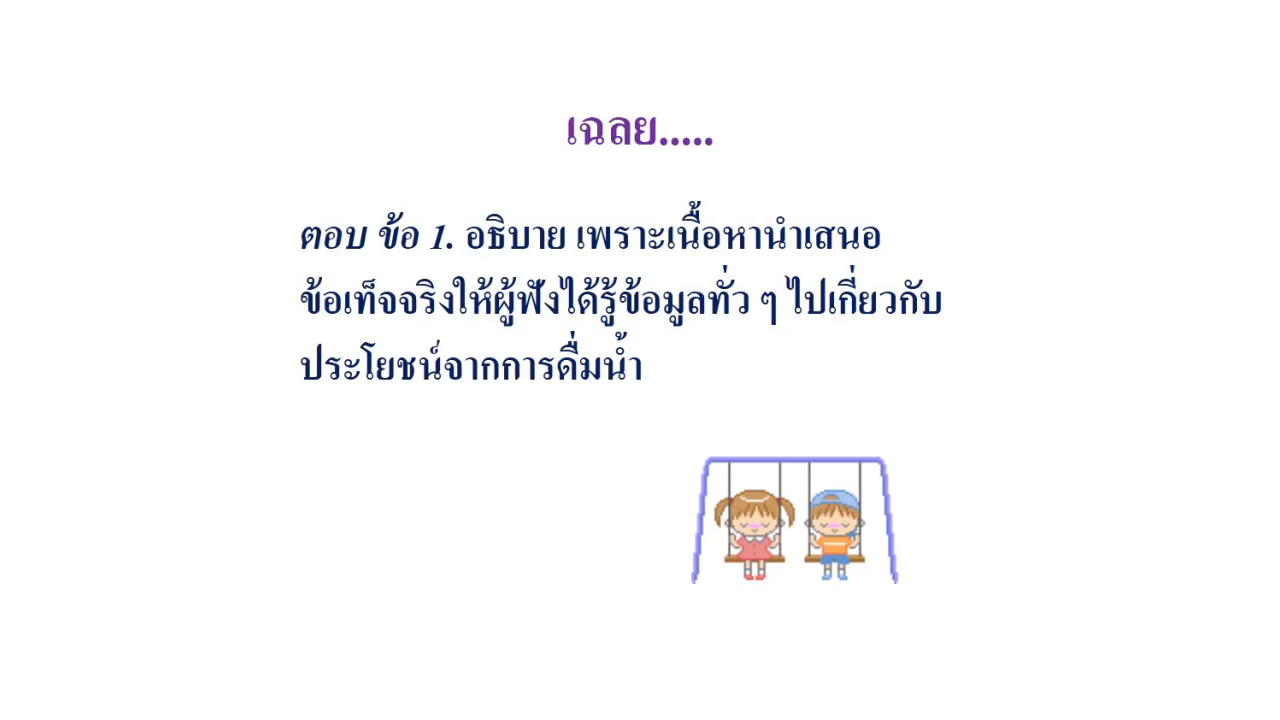 เฉลย.....
ตอบ ข้อ 1. อธิบาย เพราะเนื้อหานำเสนอ
ข้อเท็จจริงให้ผู้ฟังได้รู้ข้อมูลทั่ว ๆ ไปเกี่ยวกับ
ประโยชน์จากการดื่มน้ำ